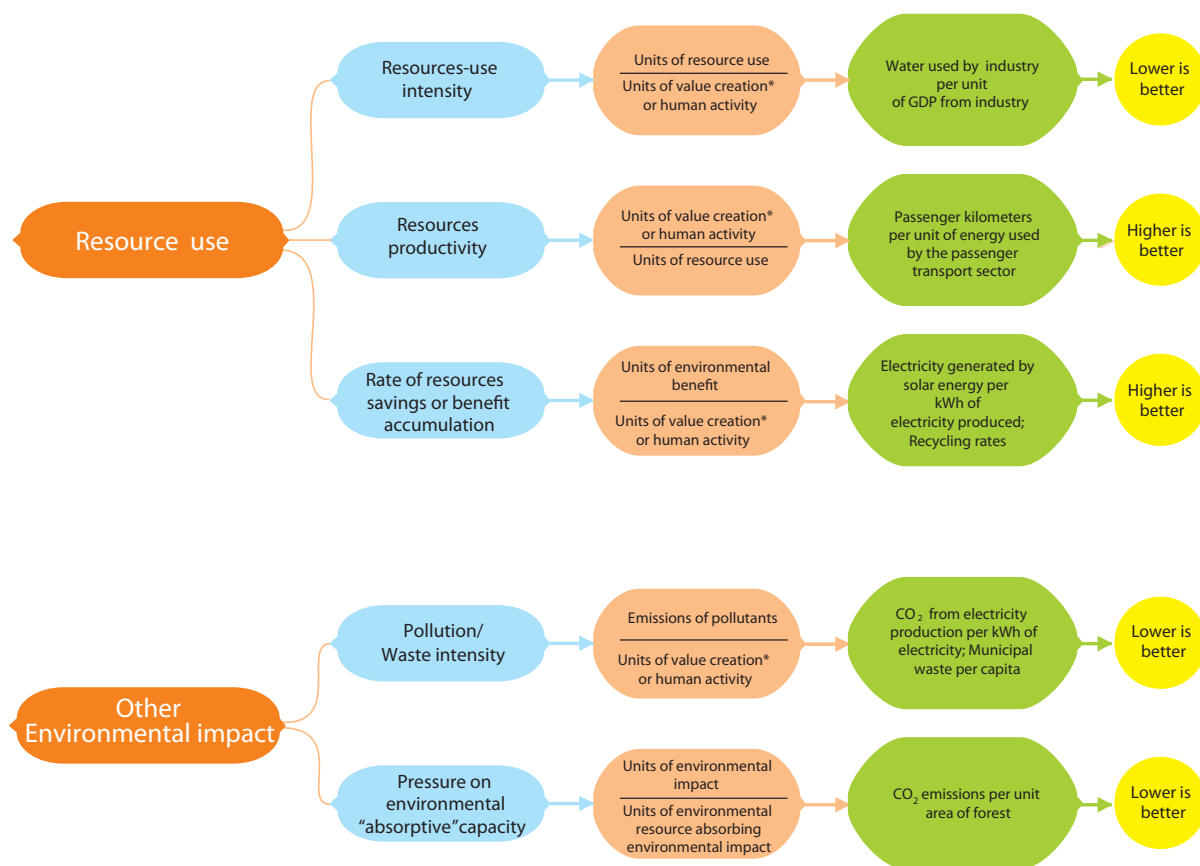 Resource use
Resources-use
intensity
Units of resource use
Units of value creation*
or human activity
Water used by industry
per unit
of GDP from industry
Lower is
better
Resources
productivity
Units of value creation*
or human activity
Units of resource use
Passenger kilometers
per unit of energy used
by the passenger
transport sector
Higher is
better
Rate of resources
savings or benefit
accumulation
Units of environmental
benefit
Units of value creation*
or human activity
Electricity generated by
solar energy per
kWh of
electricity produced;
Recycling rates
Higher is
better
Other
Environmental impact
Pollution/
Waste intensity
Emissions of pollutants
Units of value creation*
or human activity
CO₂ from electricity
production per kWh of
electricity; Municipal
waste per capita
Lower is
better
Pressure on
environmental
“absorptive”capacity
Units of environmental
impact
Units of environmental
resource absorbing
environmental impact
CO₂ emissions per unit
area of forest
Lower is
better